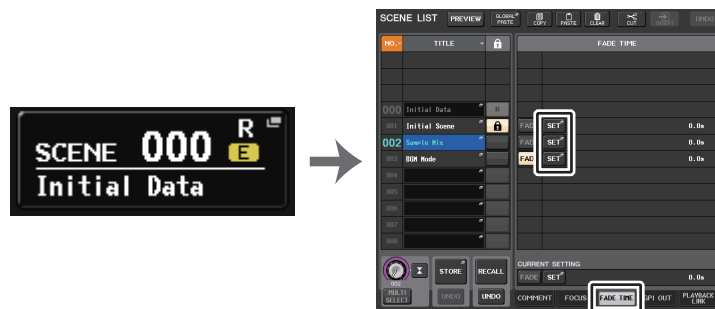 SCENE 000 R E
Initial Data
SCENE LIST PREVIEW GLOBAL PASTE COPY PASTE CLEAR CUT INSERT UNDO
NO. TITLE FADE TIME
000 Initial Data R
001 Initial Scene FADE SET 0.0s
002 Sample Mix FADE SET 0.0s
003 BGM Mode FADE SET 0.0s
004
005
006
007
008
CURRENT SETTING
FADE SET 0.0s
002 STORE RECALL
MULTI SELECT UNDO UNDO
COMMENT FOCUS FADE TIME GPI OUT PLAYBACK LINK